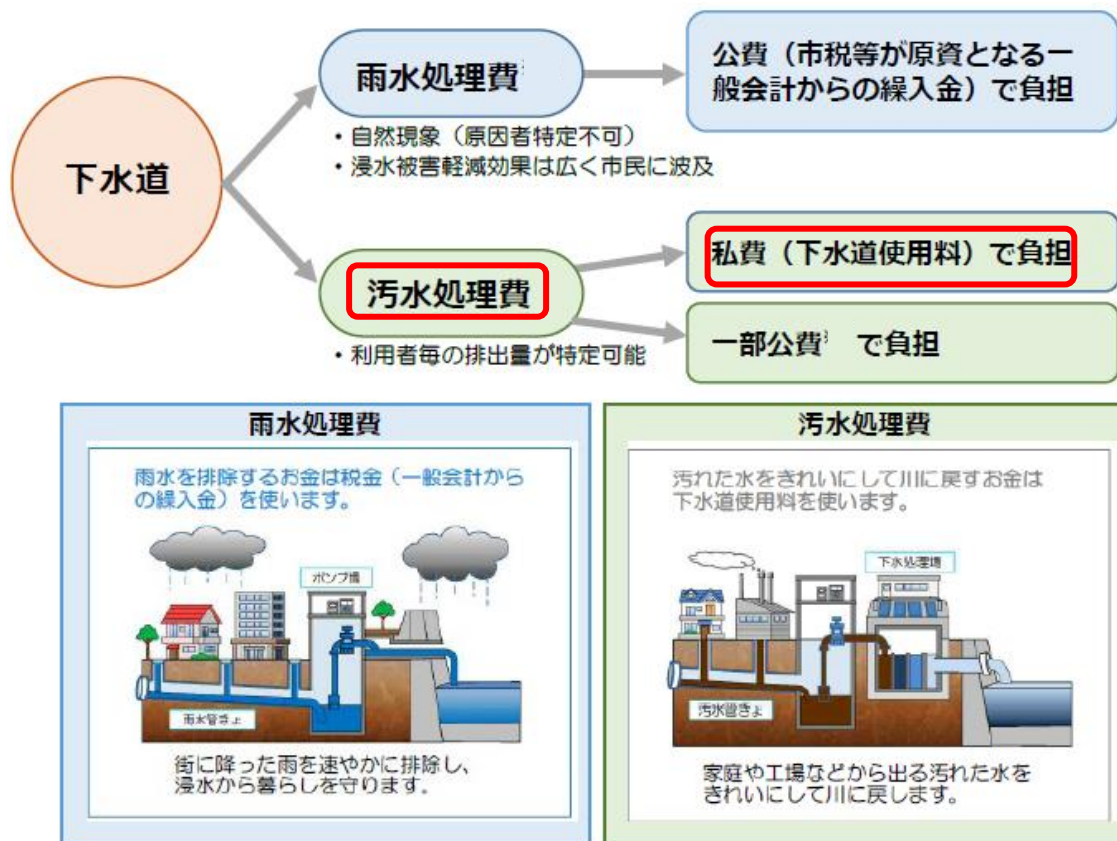 下水道
雨水処理費
・自然現象（原因者特定不可）
・浸水被害軽減効果は広く市民に波及
公費（市税等が原資となる一
般会計からの繰入金）で負担
汚水処理費
・利用者毎の排出量が特定可能
私費（下水道使用料）で負担
一部公費 で負担
雨水処理費
雨水を排除するお金は税金（一般会計から
の繰入金）を使います。
ポンプ場
雨水管きょ
街に降った雨を速やかに排除し、
浸水から暮らしを守ります。
汚水処理費
汚れた水をきれいにして川に戻すお金は
下水道使用料を使います。
下水処理場
汚水管きょ
家庭や工場などから出る汚れた水を
きれいにして川に戻します。